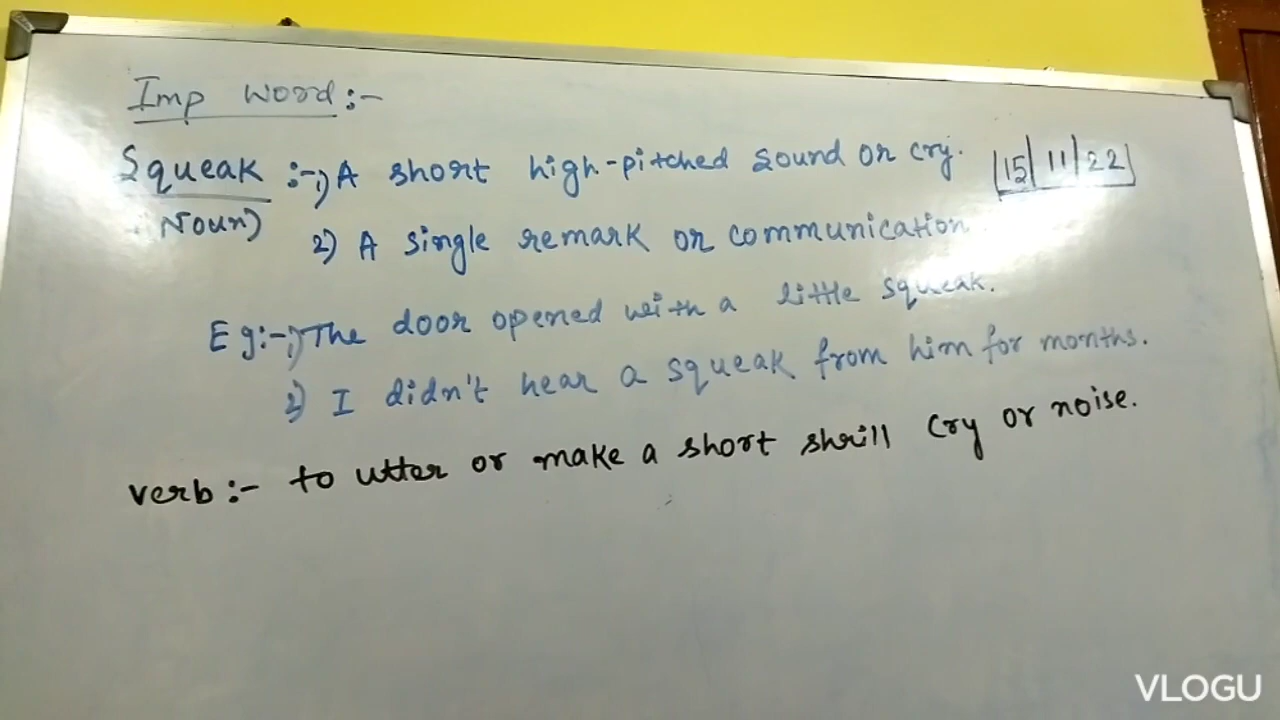 Imp Word:-
Squeak :- 1) A short high-pitched sound or cry. 15/11/22
(Noun) 2) A single remark or communication
Eg:- 1) The door opened with a little squeak.
2) I didn't hear a squeak from him for months.
verb:- to utter or make a short shrill cry or noise.
VLOGU